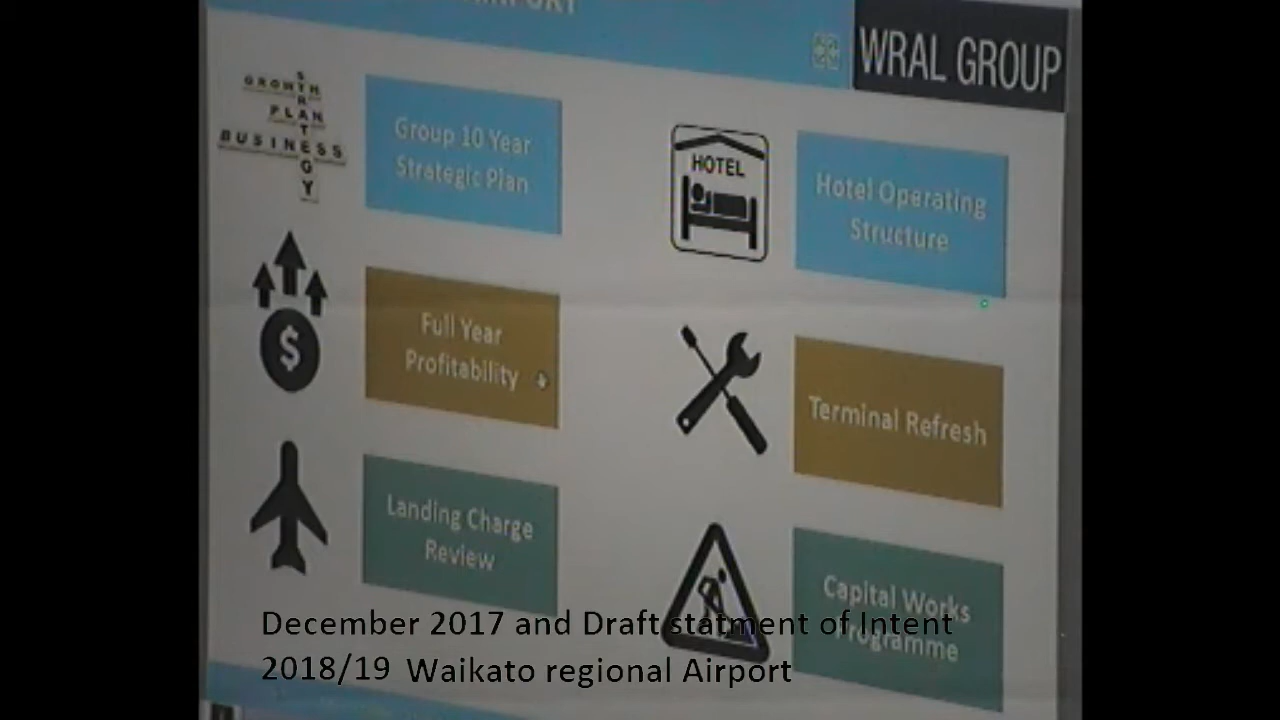 WRAL GROUP
GROWTH
STRATEGY
PLAN
BUSINESS
Group 10 Year
Strategic Plan
HOTEL
Hotel Operating
Structure
Full Year
Profitability
$
Terminal Refresh
Landing Charge
Review
Capital Works
Programme
December 2017 and Draft statment of Intent
2018/19 Waikato regional Airport